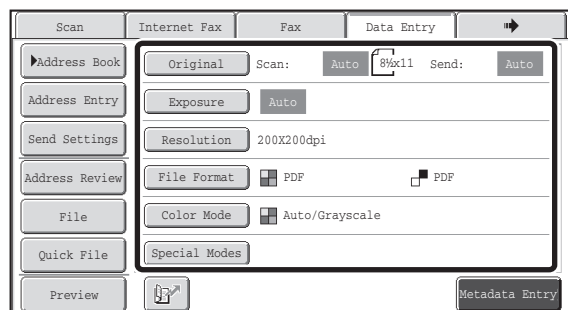 Scan Internet Fax Fax Data Entry
Address Book
Address Entry
Send Settings
Address Review
File
Quick File
Preview
Original Scan: Auto 8½x11 Send: Auto
Exposure Auto
Resolution 200X200dpi
File Format PDF PDF
Color Mode Auto/Grayscale
Special Modes
Metadata Entry